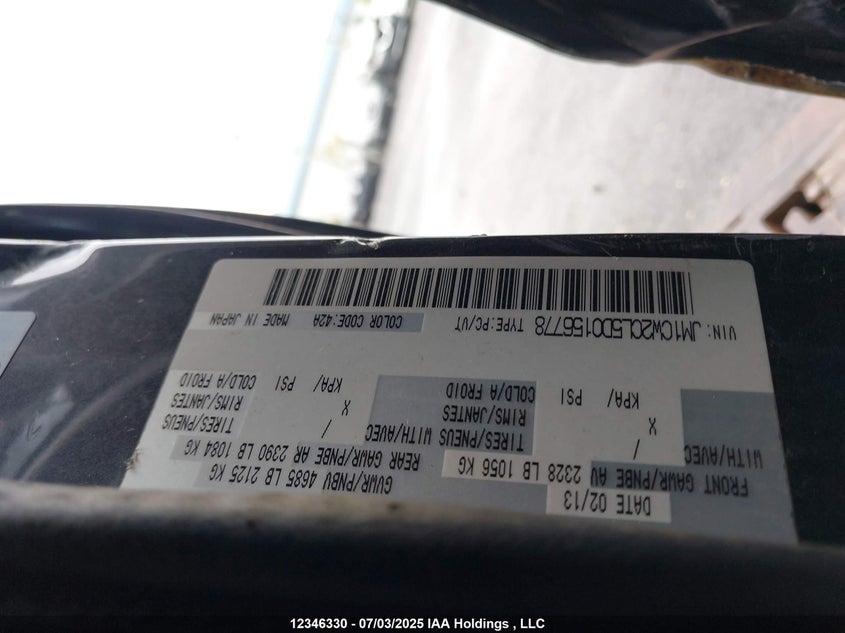 DATE 02/13
GVWR/PNBV 4685 LB 2125 KG
FRONT GAWR/PNBE AV 2328 LB 1056 KG
REAR GAWR/PNBE AR 2390 LB 1084 KG
WITH/AVEC
TIRES/PNEUS WITH/AVEC
TIRES/PNEUS
/
RIMS/JANTES
X
RIMS/JANTES
X
COLD/A FROID
KPA/ PSI
COLD/A FROID
KPA/ PSI
VIN: JM1CW2CL5D0156778 TYPE:PC/VT
COLOR CODE:42A MADE IN JAPAN
12346330 - 07/03/2025 IAA Holdings , LLC